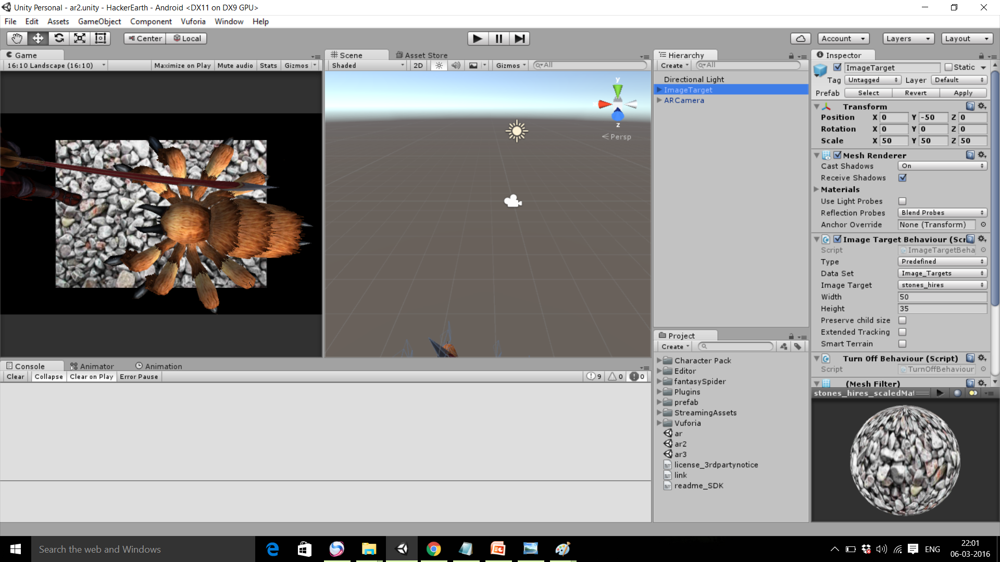 Unity Personal - ar2.unity - HackerEarth - Android <DX11 on DX9 GPU>
File Edit Assets GameObject Component Vuforia Window Help
Center Local Account Layers Layout
Game
16:10 Landscape (16:10) Maximize on Play Mute audio Stats Gizmos
Scene Asset Store
Shaded 2D Gizmos All
y
z
Persp
Hierarchy
Create All
Directional Light
ImageTarget
ARCamera
Project
Create
Character Pack
Editor
fantasySpider
Plugins
prefab
StreamingAssets
Vuforia
ar
ar2
ar3
license_3rdpartynotice
link
readme_SDK
Inspector
ImageTarget Static
Tag Untagged Layer Default
Prefab Select Revert Apply
Transform
Position X 0 Y -50 Z 0
Rotation X 0 Y 0 Z 0
Scale X 50 Y 50 Z 50
Mesh Renderer
Cast Shadows On
Receive Shadows
Materials
Use Light Probes
Reflection Probes Blend Probes
Anchor Override None (Transform)
Image Target Behaviour (Scr
Script ImageTargetBeha
Type Predefined
Data Set Image_Targets
Image Target stones_hires
Width 50
Height 35
Preserve child size
Extended Tracking
Smart Terrain
Turn Off Behaviour (Script)
Script TurnOffBehaviour
(Mesh Filter)
stones_hires_scaledMat
Console Animator Animation
Clear Collapse Clear on Play Error Pause 9 0 0
Search the web and Windows
ENG
22:01
06-03-2016